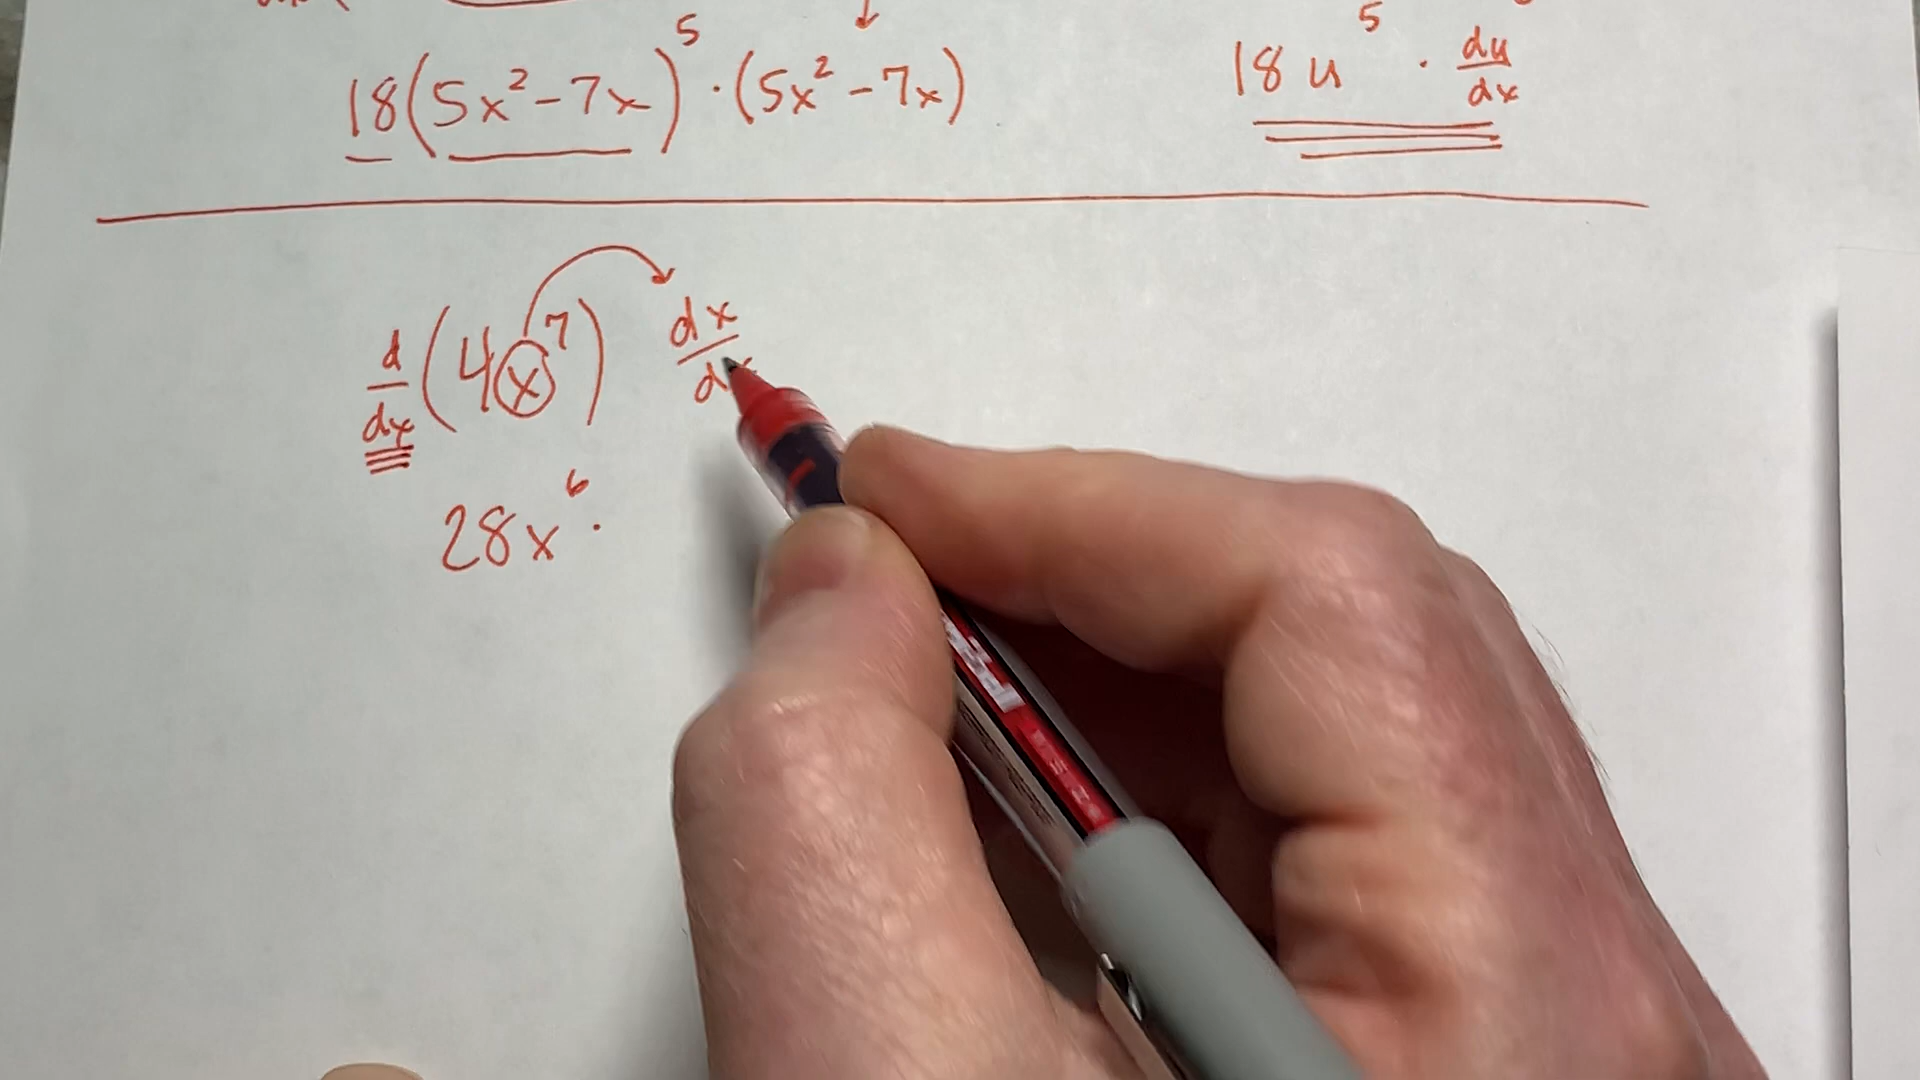 18(5x²-7x)⁵ · (5x²-7x)
18u⁵ · du/dx
d/dx (4x⁷) dx/dx
28x⁶ ·